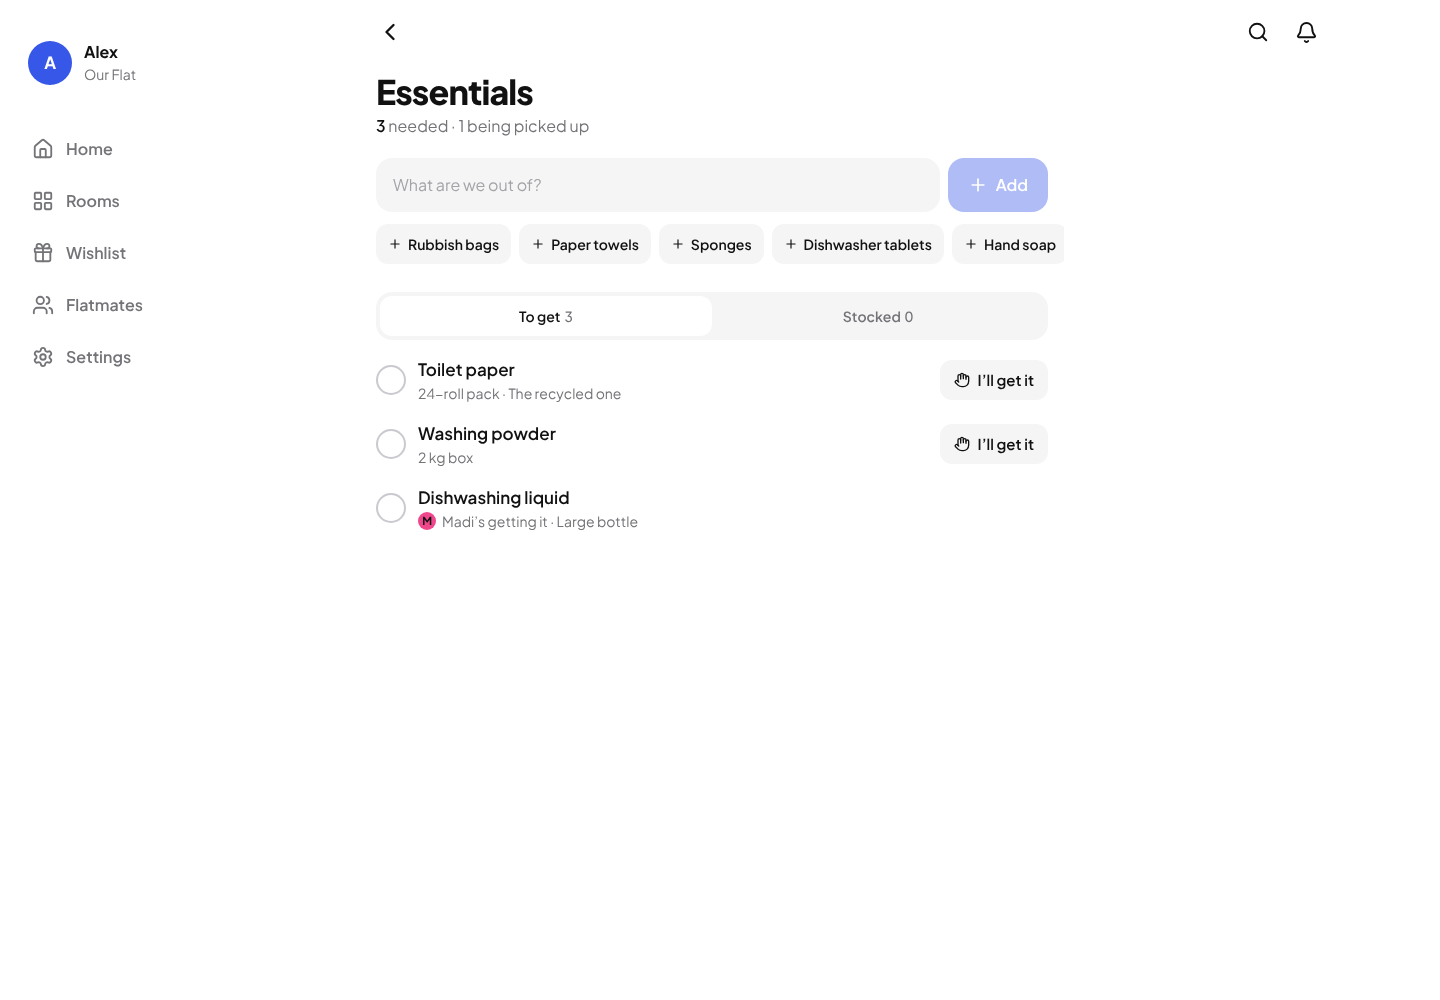 A
Alex
Our Flat
Home
Rooms
Wishlist
Flatmates
Settings
Essentials
3 needed · 1 being picked up
What are we out of?
+ Add
+ Rubbish bags
+ Paper towels
+ Sponges
+ Dishwasher tablets
+ Hand soap
To get 3
Stocked 0
Toilet paper
24-roll pack · The recycled one
I’ll get it
Washing powder
2 kg box
I’ll get it
Dishwashing liquid
M Madi’s getting it · Large bottle